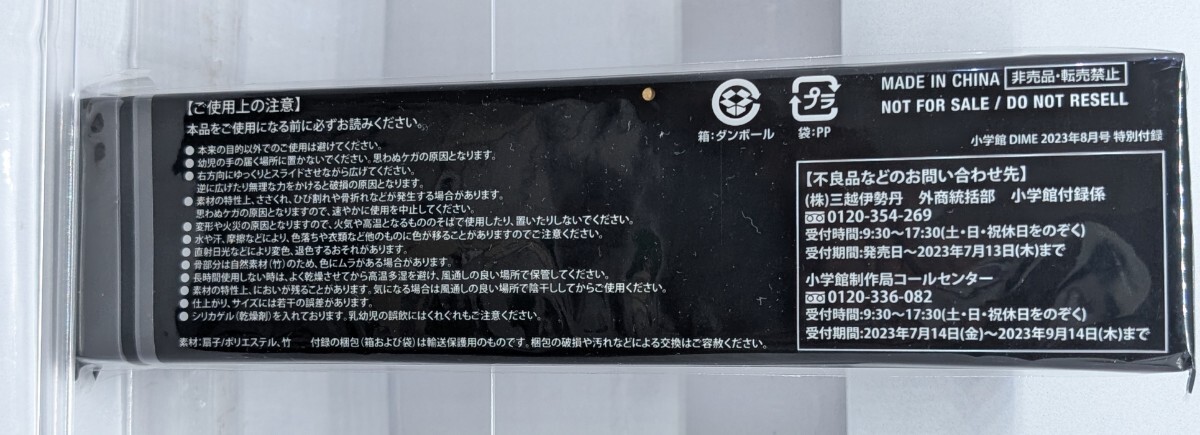 【ご使用上の注意】
本品をご使用になる前に必ずお読みください。
●本来の目的以外でのご使用は避けてください。
●幼児の手の届く場所に置かないでください。思わぬケガの原因となります。
●右方向にゆっくりとスライドさせながら広げてください。
逆に広げたり無理な力をかけると破損の原因となります。
●素材の特性上、ささくれ、ひび割れや骨折れなどが発生する場合があります。
思わぬケガの原因となりますので、速やかに使用を中止してください。
●変形や火災の原因となりますので、火気や高温となるもののそばで使用したり、置いたりしないでください。
●水や汗、摩擦などにより、色落ちや衣類など他のものに色が移ることがありますのでご注意ください。
●直射日光などにより変色、退色するおそれがあります。
●骨部分は自然素材(竹)のため、色にムラがある場合があります。
●長時間使用しない時は、よく乾燥させてから高温多湿を避け、風通しの良い場所で保管してください。
●素材の特性上、においが残ることがあります。気になる場合は風通しの良い場所で陰干ししてからご使用ください。
●仕上がり、サイズには若干の誤差があります。
●シリカゲル(乾燥剤)を入れております。乳幼児の誤飲にはくれぐれもご注意ください。
素材:扇子/ポリエステル、竹 付録の梱包(箱および袋)は輸送保護用のものです。梱包の破損や汚れなどによる交換はご容赦ください。
箱:ダンボール
プラ
袋:PP
MADE IN CHINA 非売品・転売禁止
NOT FOR SALE / DO NOT RESELL
小学館 DIME 2023年8月号 特別付録
【不良品などのお問い合わせ先】
(株)三越伊勢丹 外商統括部 小学館付録係
0120-354-269
受付時間:9:30〜17:30(土・日・祝休日をのぞく)
受付期間:発売日〜2023年7月13日(木)まで
小学館制作局コールセンター
0120-336-082
受付時間:9:30〜17:30(土・日・祝休日をのぞく)
受付期間:2023年7月14日(金)〜2023年9月14日(木)まで